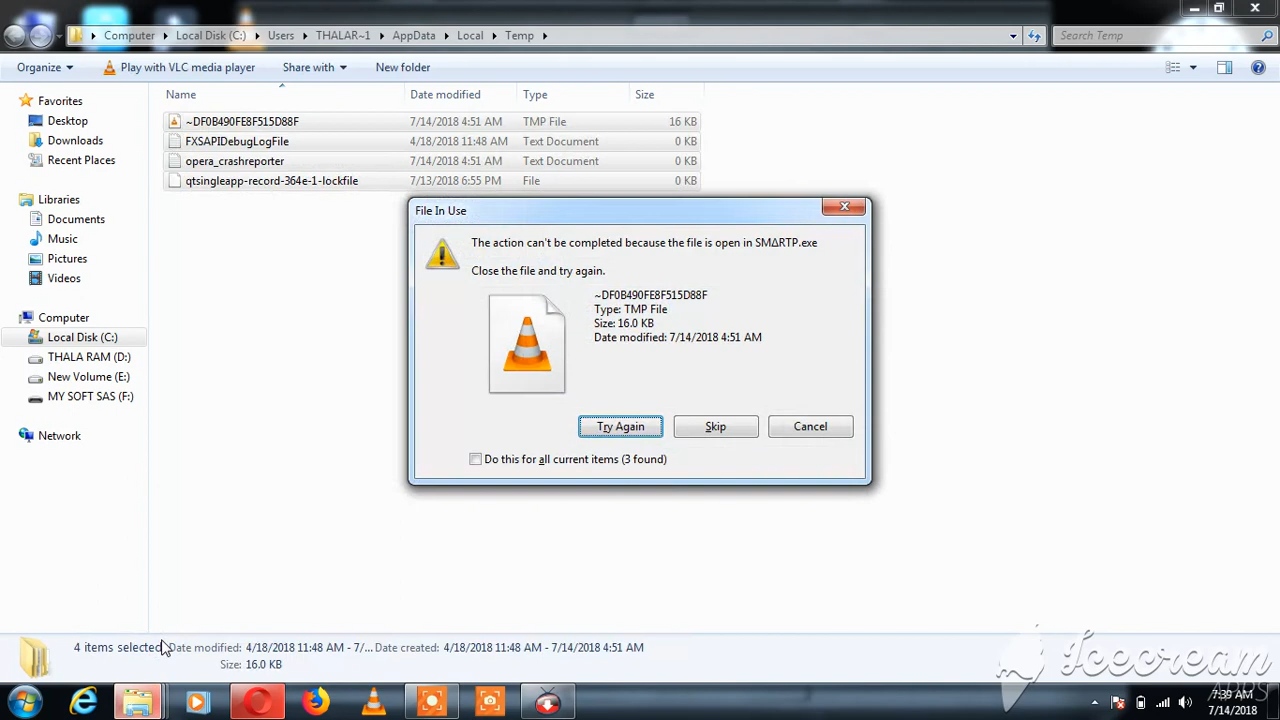 Computer Local Disk (C:) Users THALAR~1 AppData Local Temp Search Temp
Organize Play with VLC media player Share with New folder
Name Date modified Type Size
Favorites
Desktop
Downloads
Recent Places
Libraries
Documents
Music
Pictures
Videos
Computer
Local Disk (C:)
THALA RAM (D:)
New Volume (E:)
MY SOFT SAS (F:)
Network
~DF0B490FE8F515D88F 7/14/2018 4:51 AM TMP File 16 KB
FXSAPIDebugLogFile 4/18/2018 11:48 AM Text Document 0 KB
opera_crashreporter 7/14/2018 4:51 AM Text Document 0 KB
qtsingleapp-record-364e-1-lockfile 7/13/2018 6:55 PM File 0 KB
File In Use
The action can't be completed because the file is open in SMΔRTP.exe
Close the file and try again.
~DF0B490FE8F515D88F
Type: TMP File
Size: 16.0 KB
Date modified: 7/14/2018 4:51 AM
Try Again Skip Cancel
Do this for all current items (3 found)
4 items selected Date modified: 4/18/2018 11:48 AM - 7/... Date created: 4/18/2018 11:48 AM - 7/14/2018 4:51 AM
Size: 16.0 KB
Icecream
Apps
7:39 AM
7/14/2018